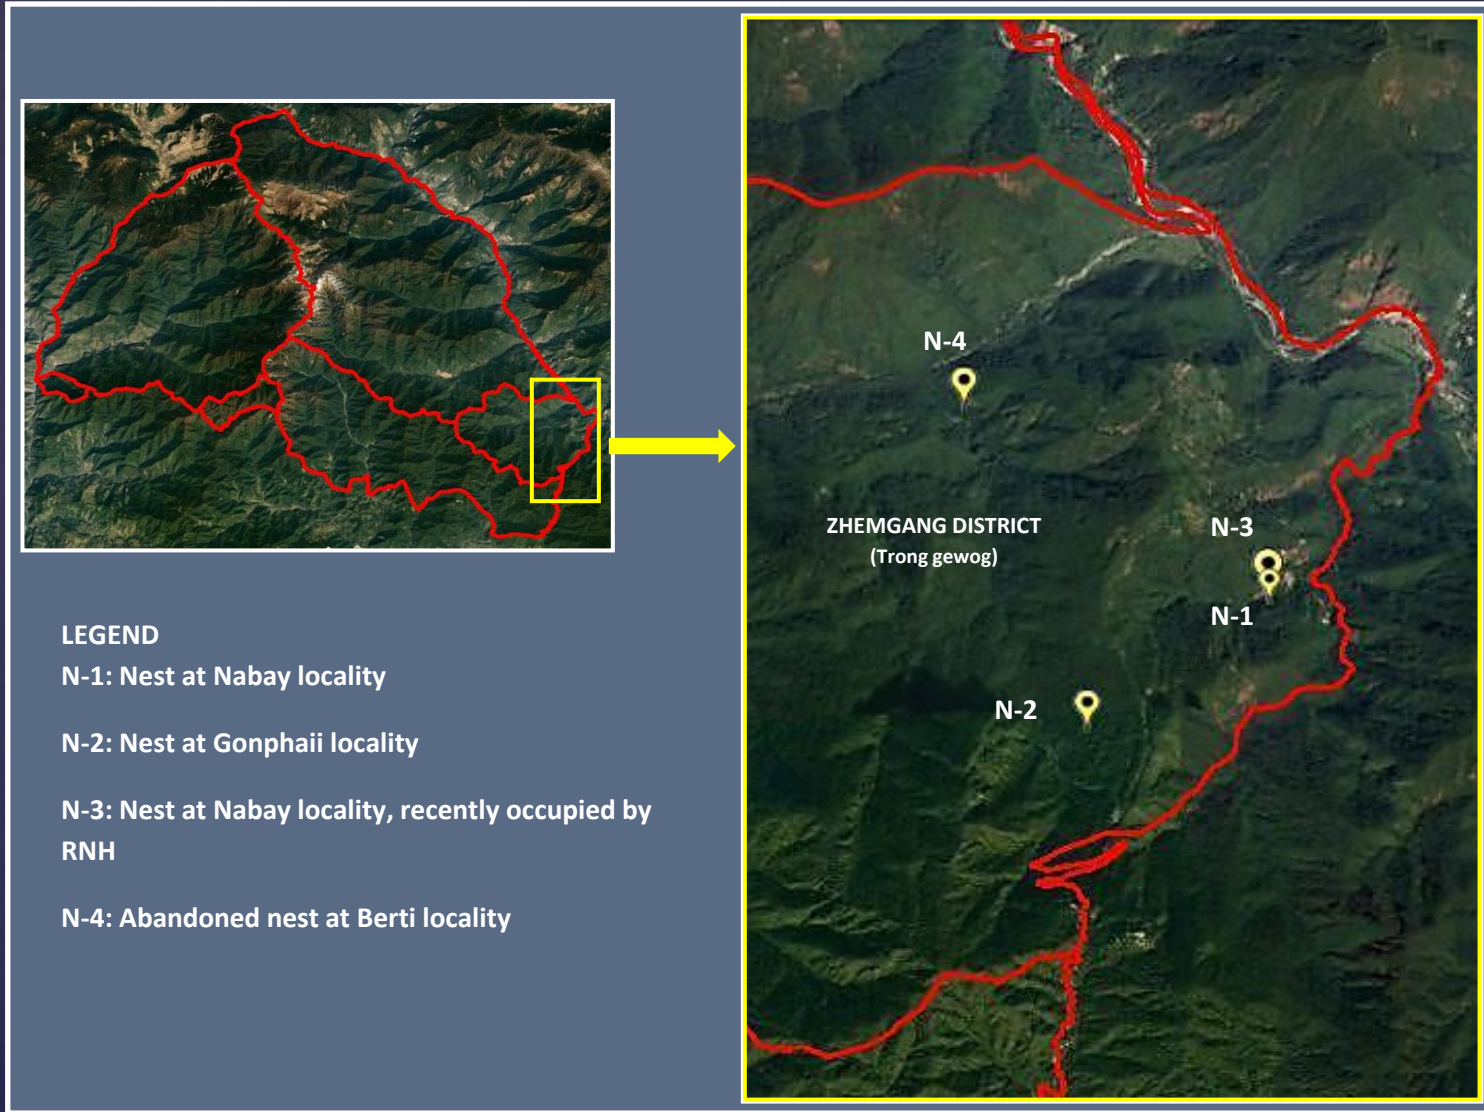 LEGEND
N-1: Nest at Nabay locality
N-2: Nest at Gonphaii locality
N-3: Nest at Nabay locality, recently occupied by
RNH
N-4: Abandoned nest at Berti locality
N-4
ZHEMGANG DISTRICT
(Trong gewog)
N-3
N-1
N-2